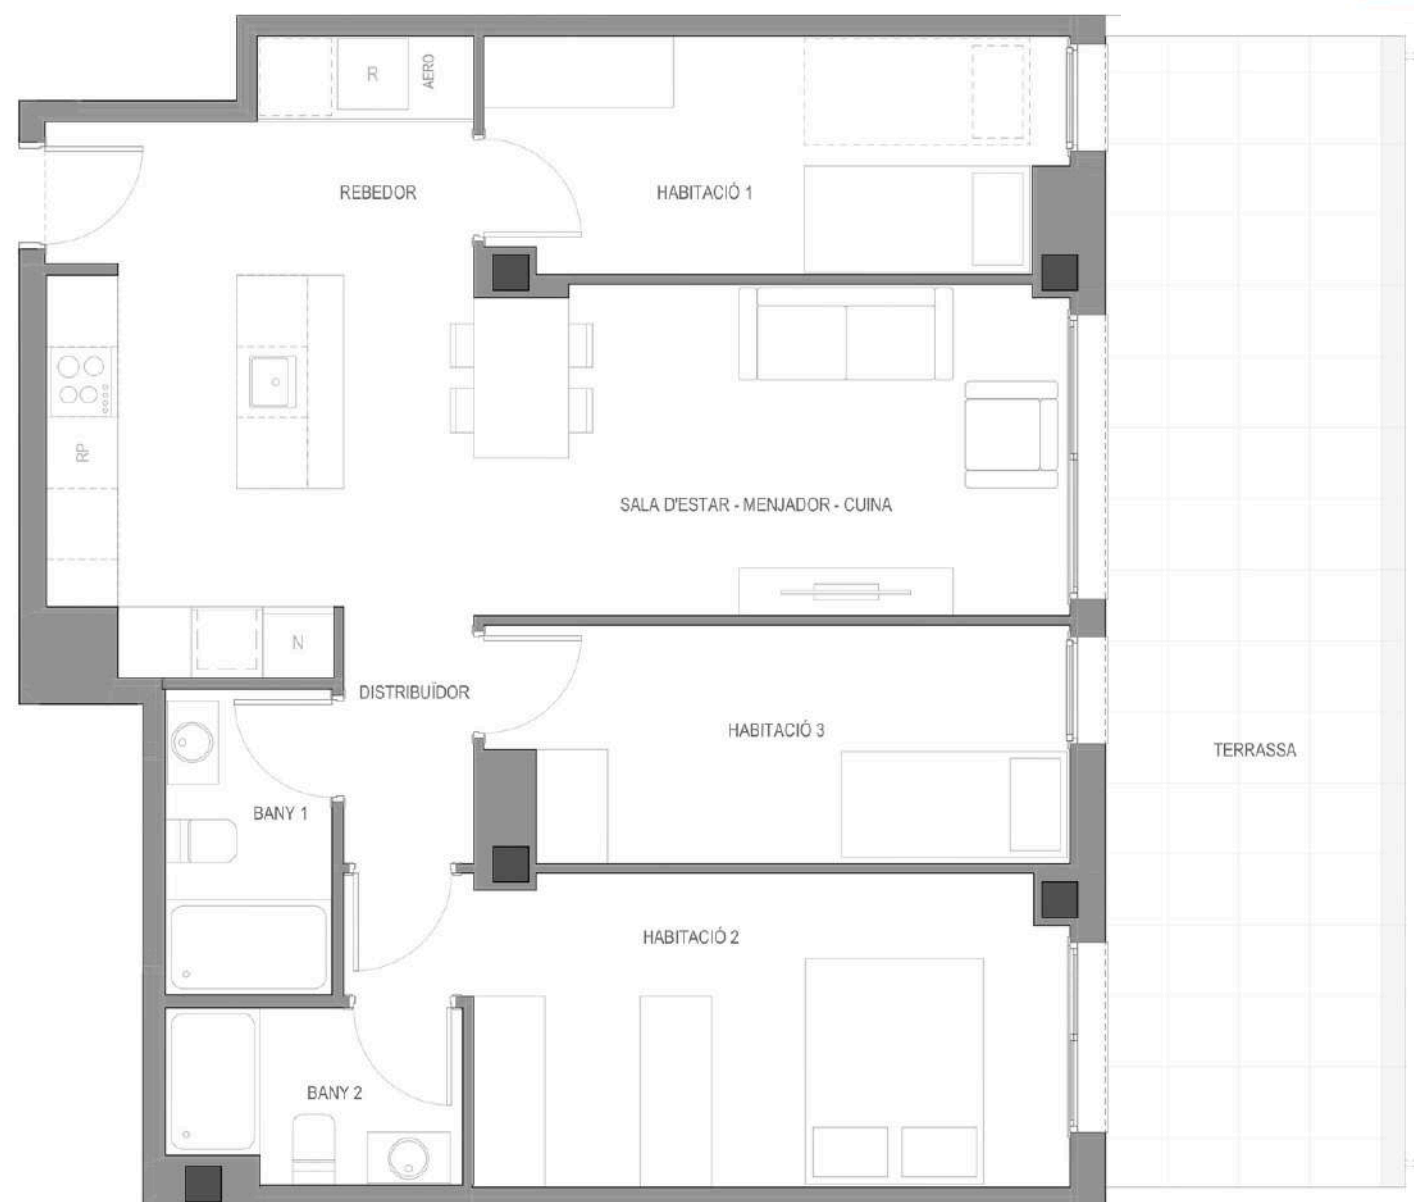 R
AERO
REBEDOR
HABITACIÓ 1
RP
SALA D'ESTAR - MENJADOR - CUINA
N
DISTRIBUÏDOR
HABITACIÓ 3
TERRASSA
BANY 1
HABITACIÓ 2
BANY 2